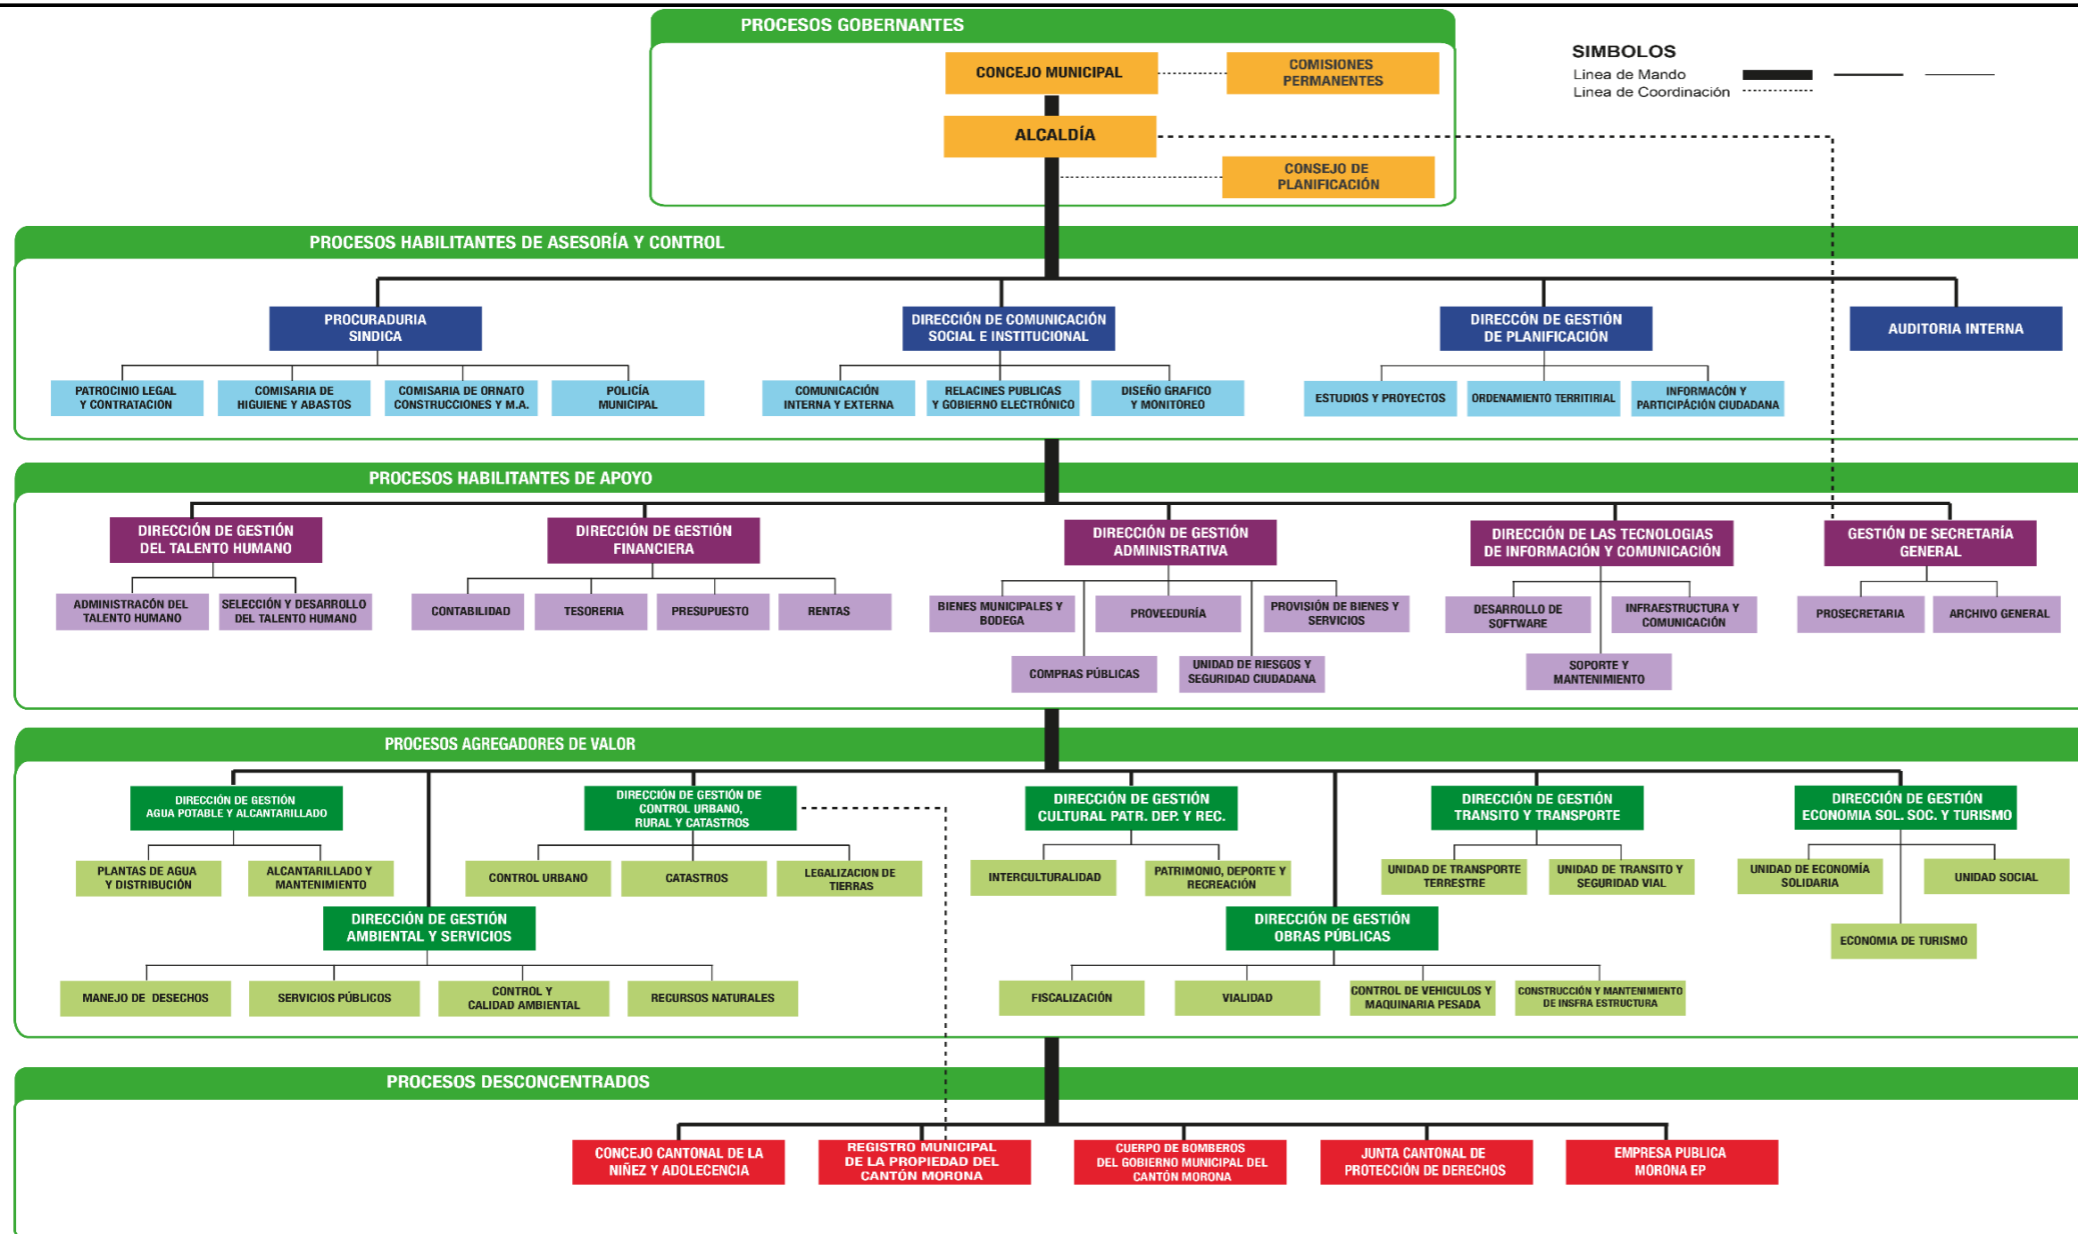 PROCESOS GOBERNANTES
CONCEJO MUNICIPAL
COMISIONES
PERMANENTES
ALCALDÍA
CONSEJO DE
PLANIFICACIÓN
SIMBOLOS
Linea de Mando
Linea de Coordinación
PROCESOS HABILITANTES DE ASESORÍA Y CONTROL
PROCURADURIA
SINDICA
DIRECCIÓN DE COMUNICACIÓN
SOCIAL E INSTITUCIONAL
DIRECCÓN DE GESTIÓN
DE PLANIFICACIÓN
AUDITORIA INTERNA
PATROCINIO LEGAL
Y CONTRATACION
COMISARIA DE
HIGUIENE Y ABASTOS
COMISARIA DE ORNATO
CONSTRUCCIONES Y M.A.
POLICÍA
MUNICIPAL
COMUNICACIÓN
INTERNA Y EXTERNA
RELACINES PUBLICAS
Y GOBIERNO ELECTRÓNICO
DISEÑO GRAFICO
Y MONITOREO
ESTUDIOS Y PROYECTOS
ORDENAMIENTO TERRITIRIAL
INFORMACÓN Y
PARTICIPÁCIÓN CIUDADANA
PROCESOS HABILITANTES DE APOYO
DIRECCIÓN DE GESTIÓN
DEL TALENTO HUMANO
DIRECCIÓN DE GESTIÓN
FINANCIERA
DIRECCIÓN DE GESTIÓN
ADMINISTRATIVA
DIRECCIÓN DE LAS TECNOLOGIAS
DE INFORMACIÓN Y COMUNICACIÓN
GESTIÓN DE SECRETARÍA
GENERAL
ADMINISTRACÓN DEL
TALENTO HUMANO
SELECCIÓN Y DESARROLLO
DEL TALENTO HUMANO
CONTABILIDAD
TESORERIA
PRESUPUESTO
RENTAS
BIENES MUNICIPALES Y
BODEGA
PROVEEDURÍA
PROVISIÓN DE BIENES Y
SERVICIOS
DESARROLLO DE
SOFTWARE
INFRAESTRUCTURA Y
COMUNICACIÓN
PROSECRETARIA
ARCHIVO GENERAL
COMPRAS PÚBLICAS
UNIDAD DE RIESGOS Y
SEGURIDAD CIUDADANA
SOPORTE Y
MANTENIMIENTO
PROCESOS AGREGADORES DE VALOR
DIRECCIÓN DE GESTIÓN
AGUA POTABLE Y ALCANTARILLADO
DIRECCIÓN DE GESTIÓN DE
CONTROL URBANO,
RURAL Y CATASTROS
DIRECCIÓN DE GESTIÓN
CULTURAL PATR. DEP. Y REC.
DIRECCIÓN DE GESTIÓN
TRANSITO Y TRANSPORTE
DIRECCIÓN DE GESTIÓN
ECONOMIA SOL. SOC. Y TURISMO
PLANTAS DE AGUA
Y DISTRIBUCIÓN
ALCANTARILLADO Y
MANTENIMIENTO
CONTROL URBANO
CATASTROS
LEGALIZACION DE
TIERRAS
INTERCULTURALIDAD
PATRIMONIO, DEPORTE Y
RECREACIÓN
UNIDAD DE TRANSPORTE
TERRESTRE
UNIDAD DE TRANSITO Y
SEGURIDAD VIAL
UNIDAD DE ECONOMÍA
SOLIDARIA
UNIDAD SOCIAL
DIRECCIÓN DE GESTIÓN
AMBIENTAL Y SERVICIOS
DIRECCIÓN DE GESTIÓN
OBRAS PÚBLICAS
ECONOMIA DE TURISMO
MANEJO DE DESECHOS
SERVICIOS PÚBLICOS
CONTROL Y
CALIDAD AMBIENTAL
RECURSOS NATURALES
FISCALIZACIÓN
VIALIDAD
CONTROL DE VEHICULOS Y
MAQUINARIA PESADA
CONSTRUCCIÓN Y MANTENIMIENTO
DE INSFRA ESTRUCTURA
PROCESOS DESCONCENTRADOS
CONCEJO CANTONAL DE LA
NIÑEZ Y ADOLECENCIA
REGISTRO MUNICIPAL
DE LA PROPIEDAD DEL
CANTÓN MORONA
CUERPO DE BOMBEROS
DEL GOBIERNO MUNICIPAL DEL
CANTÓN MORONA
JUNTA CANTONAL DE
PROTECCIÓN DE DERECHOS
EMPRESA PUBLICA
MORONA EP